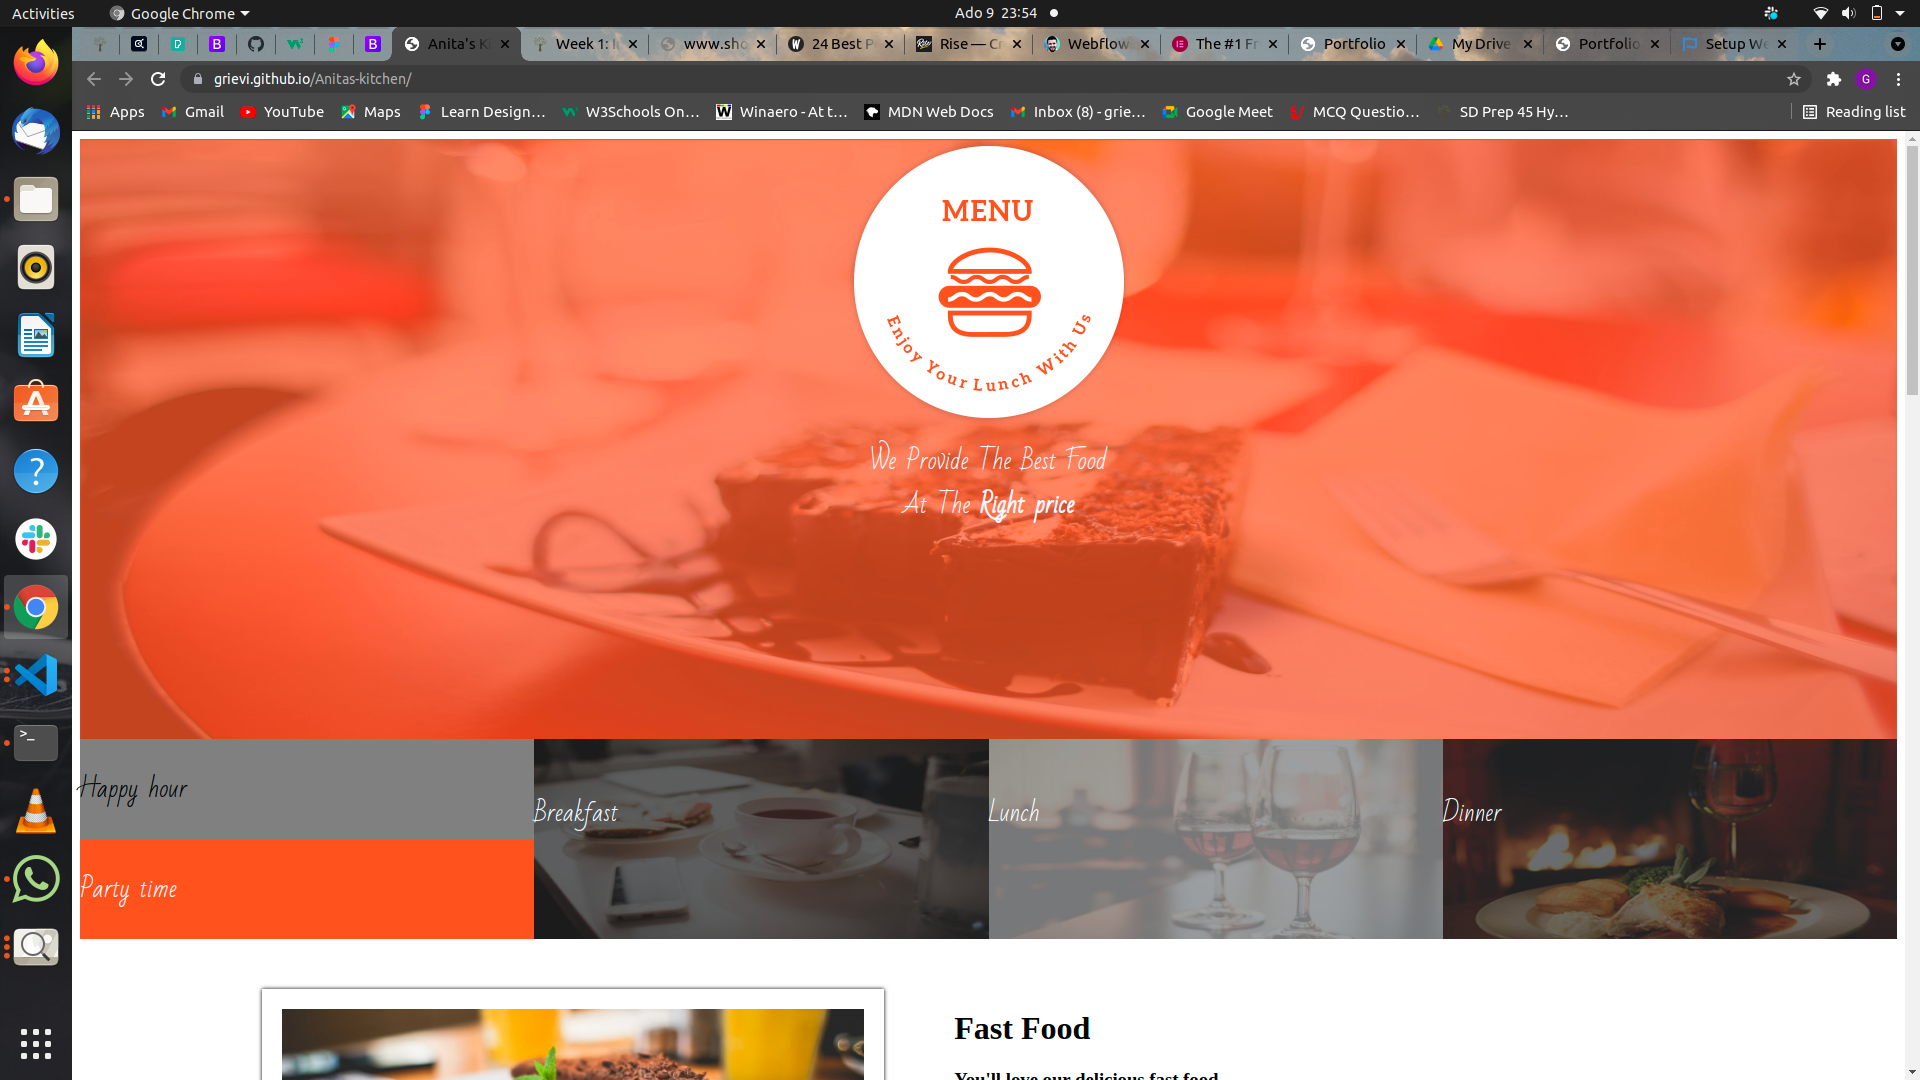 Activities
Google Chrome
Ado 9 23:54
Anita's Ki
Week 1: I
www.sho
24 Best P
Rise — Cr
Webflow
The #1 Fr
Portfolio
My Drive
Portfolio
Setup We
grievi.github.io/Anitas-kitchen/
G
Apps
Gmail
YouTube
Maps
Learn Design…
W3Schools On…
Winaero - At t…
MDN Web Docs
Inbox (8) - grie…
Google Meet
MCQ Questio…
SD Prep 45 Hy…
Reading list
MENU
Enjoy Your Lunch With Us
We Provide The Best Food
At The Right price
Happy hour
Party time
Breakfast
Lunch
Dinner
Fast Food
You'll love our delicious fast food